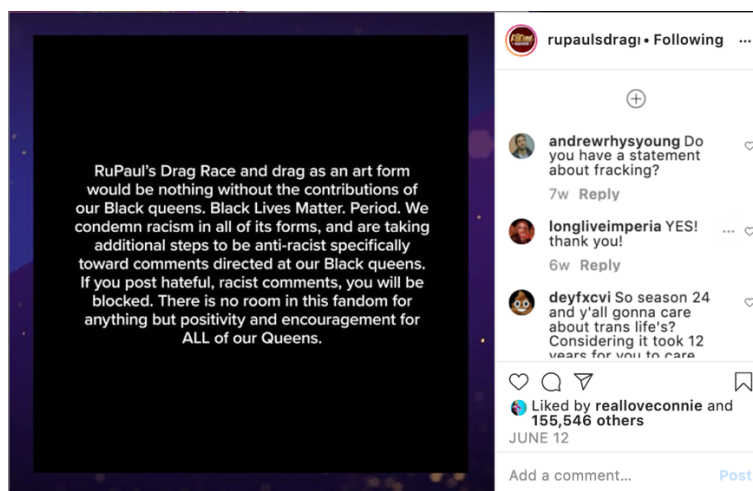 RuPaul's Drag Race and drag as an art form
would be nothing without the contributions of
our Black queens. Black Lives Matter. Period. We
condemn racism in all of its forms, and are taking
additional steps to be anti-racist specifically
toward comments directed at our Black queens.
If you post hateful, racist comments, you will be
blocked. There is no room in this fandom for
anything but positivity and encouragement for
ALL of our Queens.
rupaulsdragr • Following
andrewrhysyoung Do
you have a statement
about fracking?
7w Reply
longliveimperia YES!
thank you!
6w Reply
deyfxcvi So season 24
and y'all gonna care
about trans life's?
Considering it took 12
years for you to care
Liked by realloveconnie and
155,546 others
JUNE 12
Add a comment...
Post